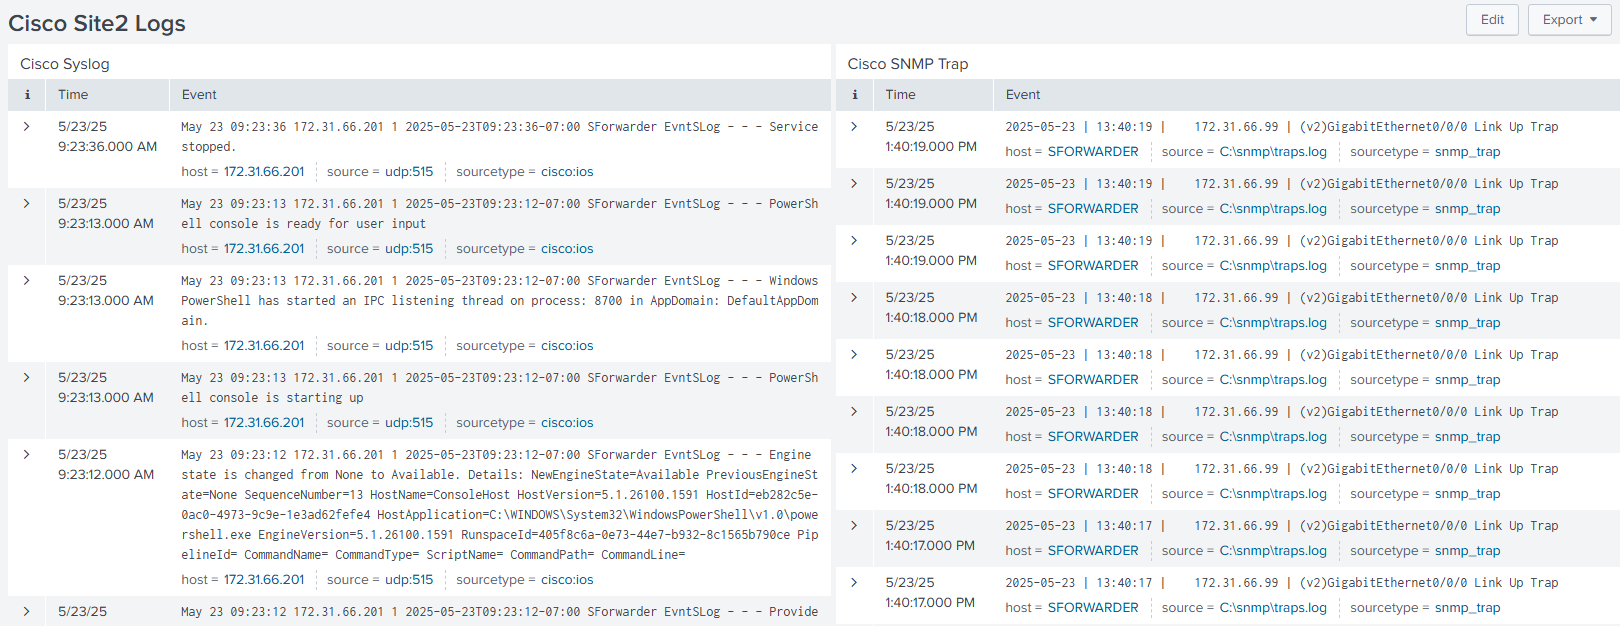 Cisco Site2 Logs
Edit
Export
Cisco Syslog
i Time Event
5/23/25
9:23:36.000 AM
May 23 09:23:36 172.31.66.201 1 2025-05-23T09:23:36-07:00 SForwarder EvntSLog - - - Service
stopped.
host = 172.31.66.201 source = udp:515 sourcetype = cisco:ios
5/23/25
9:23:13.000 AM
May 23 09:23:13 172.31.66.201 1 2025-05-23T09:23:12-07:00 SForwarder EvntSLog - - - PowerSh
ell console is ready for user input
host = 172.31.66.201 source = udp:515 sourcetype = cisco:ios
5/23/25
9:23:13.000 AM
May 23 09:23:13 172.31.66.201 1 2025-05-23T09:23:12-07:00 SForwarder EvntSLog - - - Windows
PowerShell has started an IPC listening thread on process: 8700 in AppDomain: DefaultAppDom
ain.
host = 172.31.66.201 source = udp:515 sourcetype = cisco:ios
5/23/25
9:23:13.000 AM
May 23 09:23:13 172.31.66.201 1 2025-05-23T09:23:12-07:00 SForwarder EvntSLog - - - PowerSh
ell console is starting up
host = 172.31.66.201 source = udp:515 sourcetype = cisco:ios
5/23/25
9:23:12.000 AM
May 23 09:23:12 172.31.66.201 1 2025-05-23T09:23:12-07:00 SForwarder EvntSLog - - - Engine
state is changed from None to Available. Details: NewEngineState=Available PreviousEngineSt
ate=None SequenceNumber=13 HostName=ConsoleHost HostVersion=5.1.26100.1591 HostId=eb282c5e-
0ac0-4973-9c9e-1e3ad62fefe4 HostApplication=C:\WINDOWS\System32\WindowsPowerShell\v1.0\powe
rshell.exe EngineVersion=5.1.26100.1591 RunspaceId=405f8c6a-0e73-44e7-b932-8c1565b790ce Pip
elineId= CommandName= CommandType= ScriptName= CommandPath= CommandLine=
host = 172.31.66.201 source = udp:515 sourcetype = cisco:ios
5/23/25
May 23 09:23:12 172.31.66.201 1 2025-05-23T09:23:12-07:00 SForwarder EvntSLog - - - Provide
Cisco SNMP Trap
i Time Event
5/23/25
1:40:19.000 PM
2025-05-23 | 13:40:19 | 172.31.66.99 | (v2)GigabitEthernet0/0/0 Link Up Trap
host = SFORWARDER source = C:\snmp\traps.log sourcetype = snmp_trap
5/23/25
1:40:19.000 PM
2025-05-23 | 13:40:19 | 172.31.66.99 | (v2)GigabitEthernet0/0/0 Link Up Trap
host = SFORWARDER source = C:\snmp\traps.log sourcetype = snmp_trap
5/23/25
1:40:19.000 PM
2025-05-23 | 13:40:19 | 172.31.66.99 | (v2)GigabitEthernet0/0/0 Link Up Trap
host = SFORWARDER source = C:\snmp\traps.log sourcetype = snmp_trap
5/23/25
1:40:18.000 PM
2025-05-23 | 13:40:18 | 172.31.66.99 | (v2)GigabitEthernet0/0/0 Link Up Trap
host = SFORWARDER source = C:\snmp\traps.log sourcetype = snmp_trap
5/23/25
1:40:18.000 PM
2025-05-23 | 13:40:18 | 172.31.66.99 | (v2)GigabitEthernet0/0/0 Link Up Trap
host = SFORWARDER source = C:\snmp\traps.log sourcetype = snmp_trap
5/23/25
1:40:18.000 PM
2025-05-23 | 13:40:18 | 172.31.66.99 | (v2)GigabitEthernet0/0/0 Link Up Trap
host = SFORWARDER source = C:\snmp\traps.log sourcetype = snmp_trap
5/23/25
1:40:18.000 PM
2025-05-23 | 13:40:18 | 172.31.66.99 | (v2)GigabitEthernet0/0/0 Link Up Trap
host = SFORWARDER source = C:\snmp\traps.log sourcetype = snmp_trap
5/23/25
1:40:17.000 PM
2025-05-23 | 13:40:17 | 172.31.66.99 | (v2)GigabitEthernet0/0/0 Link Up Trap
host = SFORWARDER source = C:\snmp\traps.log sourcetype = snmp_trap
5/23/25
1:40:17.000 PM
2025-05-23 | 13:40:17 | 172.31.66.99 | (v2)GigabitEthernet0/0/0 Link Up Trap
host = SFORWARDER source = C:\snmp\traps.log sourcetype = snmp_trap